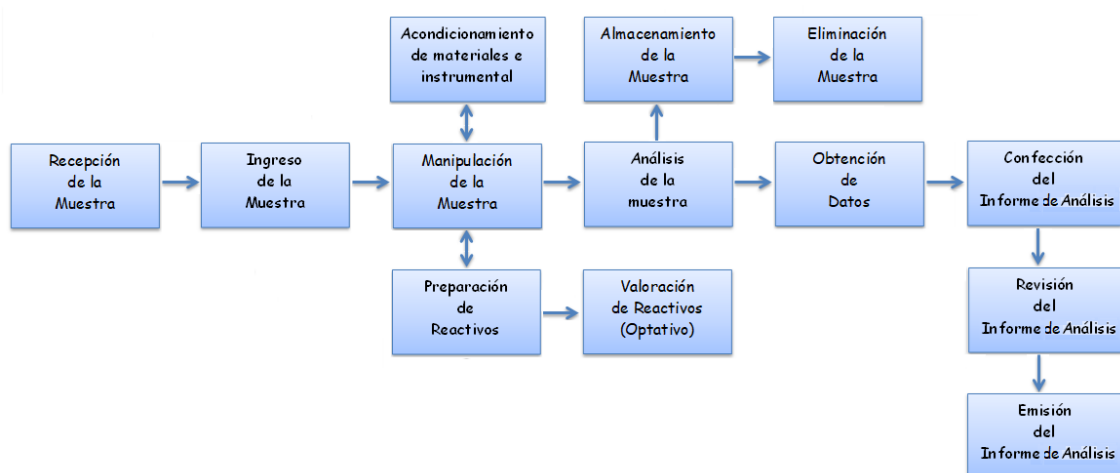 Acondicionamiento
de materiales e
instrumental
Almacenamiento
de la
Muestra
Eliminación
de la
Muestra
Recepción
de la
Muestra
Ingreso
de la
Muestra
Manipulación
de la
Muestra
Análisis
de la
muestra
Obtención
de
Datos
Confección
del
Informe de Análisis
Preparación
de
Reactivos
Valoración
de Reactivos
(Optativo)
Revisión
del
Informe de Análisis
Emisión
del
Informe de Análisis